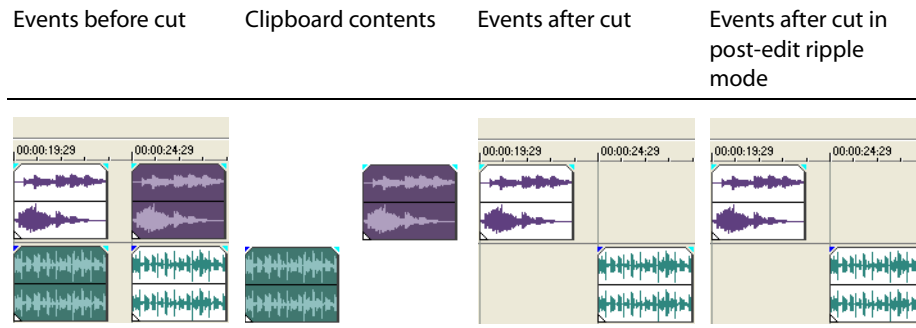 Events before cut
Clipboard contents
Events after cut
Events after cut in
post-edit ripple
mode
00:00:19:29
00:00:24:29
00:00:19:29
00:00:24:29
00:00:19:29
00:00:24:29